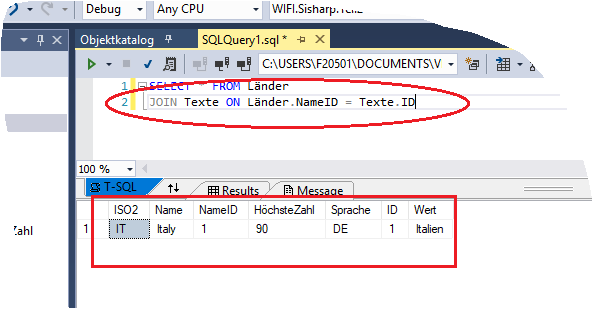 Debug Any CPU WIFI.Sisharp.Teil2
Objektkatalog SQLQuery1.sql *
C:\USERS\F20501\DOCUMENTS\V
1 SELECT * FROM Länder
2 JOIN Texte ON Länder.NameID = Texte.ID
100 %
T-SQL Results Message
ISO2 Name NameID HöchsteZahl Sprache ID Wert
1 IT Italy 1 90 DE 1 Italien
Zahl